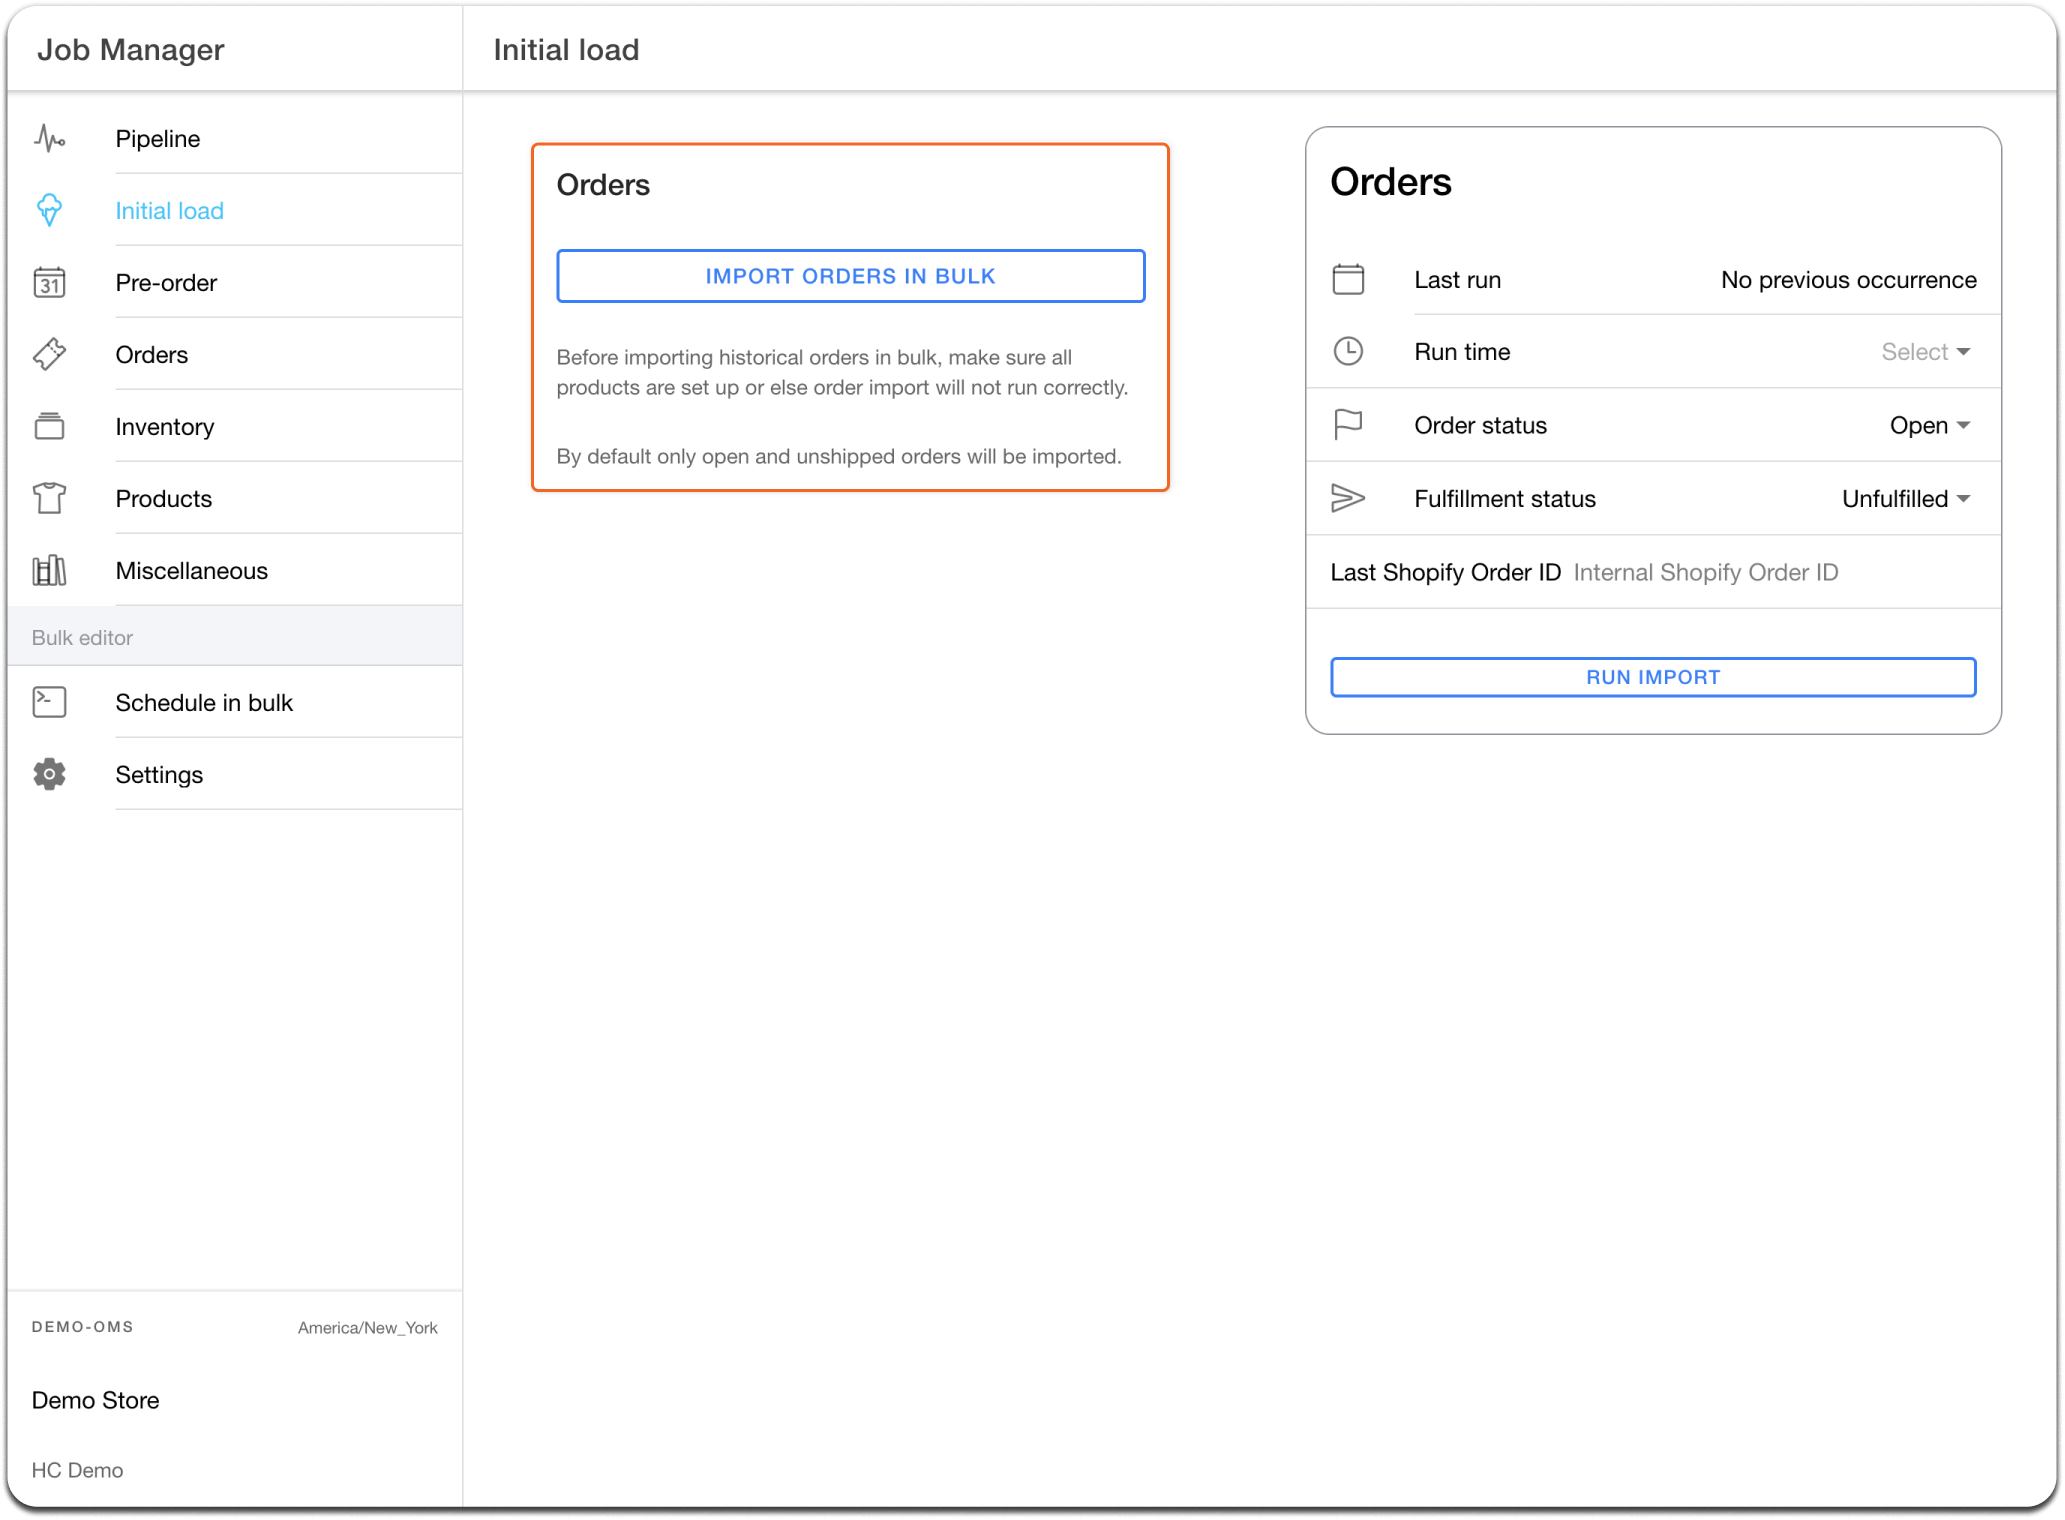 Job Manager
Initial load
Pipeline
Initial load
31
Pre-order
Orders
Inventory
Products
Miscellaneous
Bulk editor
Schedule in bulk
Settings
DEMO-OMS America/New_York
Demo Store
HC Demo
Orders
IMPORT ORDERS IN BULK
Before importing historical orders in bulk, make sure all
products are set up or else order import will not run correctly.
By default only open and unshipped orders will be imported.
Orders
Last run No previous occurrence
Run time Select
Order status Open
Fulfillment status Unfulfilled
Last Shopify Order ID Internal Shopify Order ID
RUN IMPORT